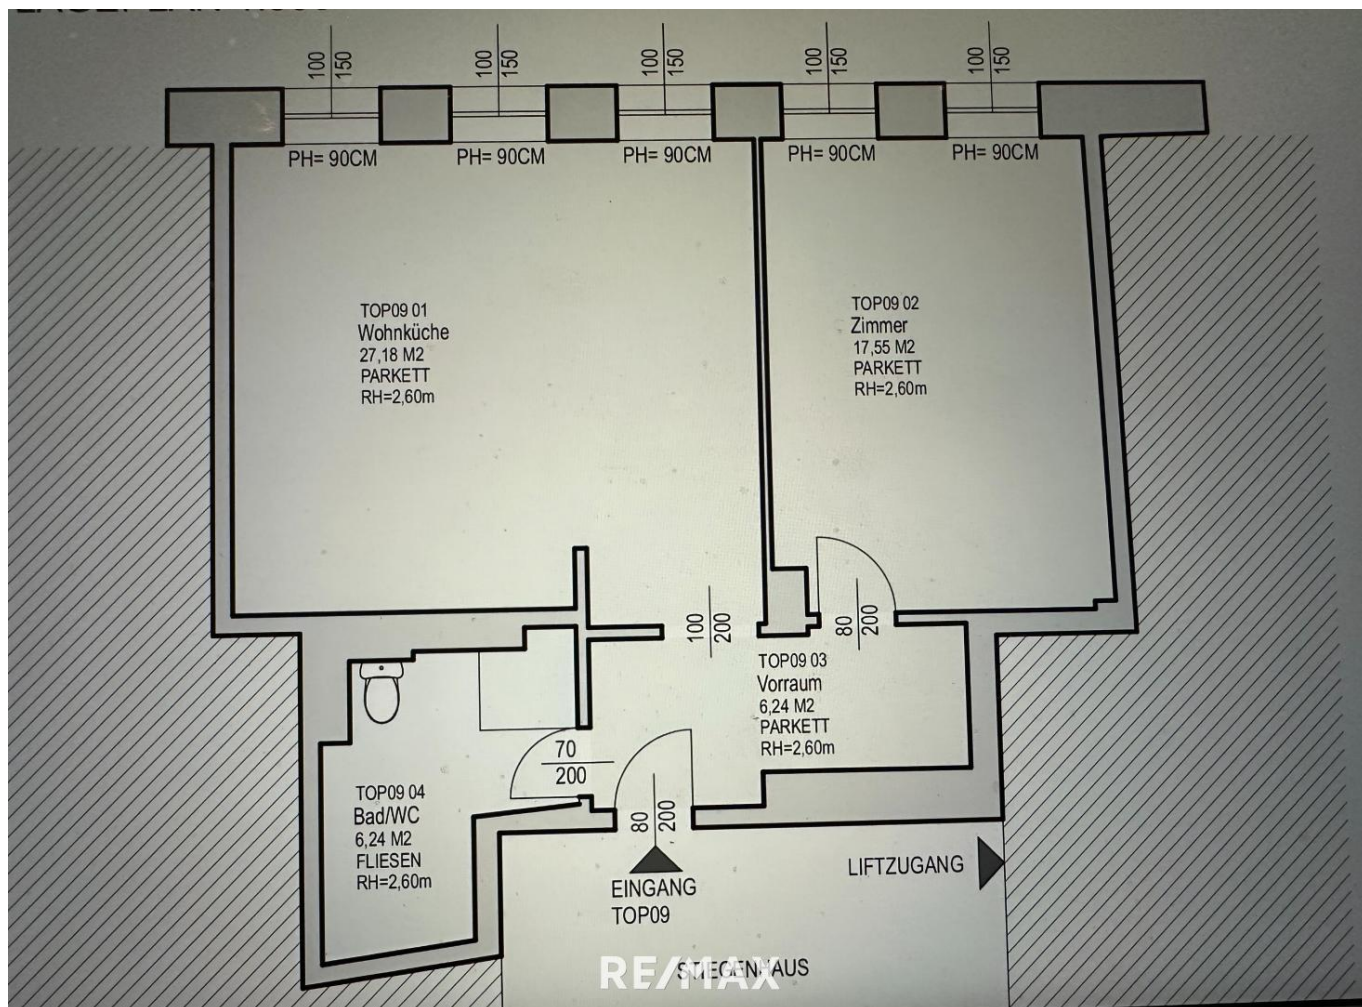 100
150
100
150
100
150
100
150
100
150
PH= 90CM
PH= 90CM
PH= 90CM
PH= 90CM
PH= 90CM
TOP09 01
Wohnküche
27,18 M2
PARKETT
RH=2,60m
TOP09 02
Zimmer
17,55 M2
PARKETT
RH=2,60m
100
200
80
200
TOP09 03
Vorraum
6,24 M2
PARKETT
RH=2,60m
70
200
TOP09 04
Bad/WC
6,24 M2
FLIESEN
RH=2,60m
80
200
EINGANG
TOP09
LIFTZUGANG
STIEGENHAUS
RE/MAX